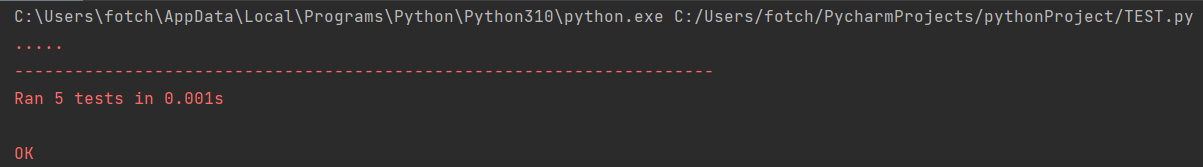 C:\Users\fotch\AppData\Local\Programs\Python\Python310\python.exe C:/Users/fotch/PycharmProjects/pythonProject/TEST.py
.....
----------------------------------------------------------------------
Ran 5 tests in 0.001s
OK